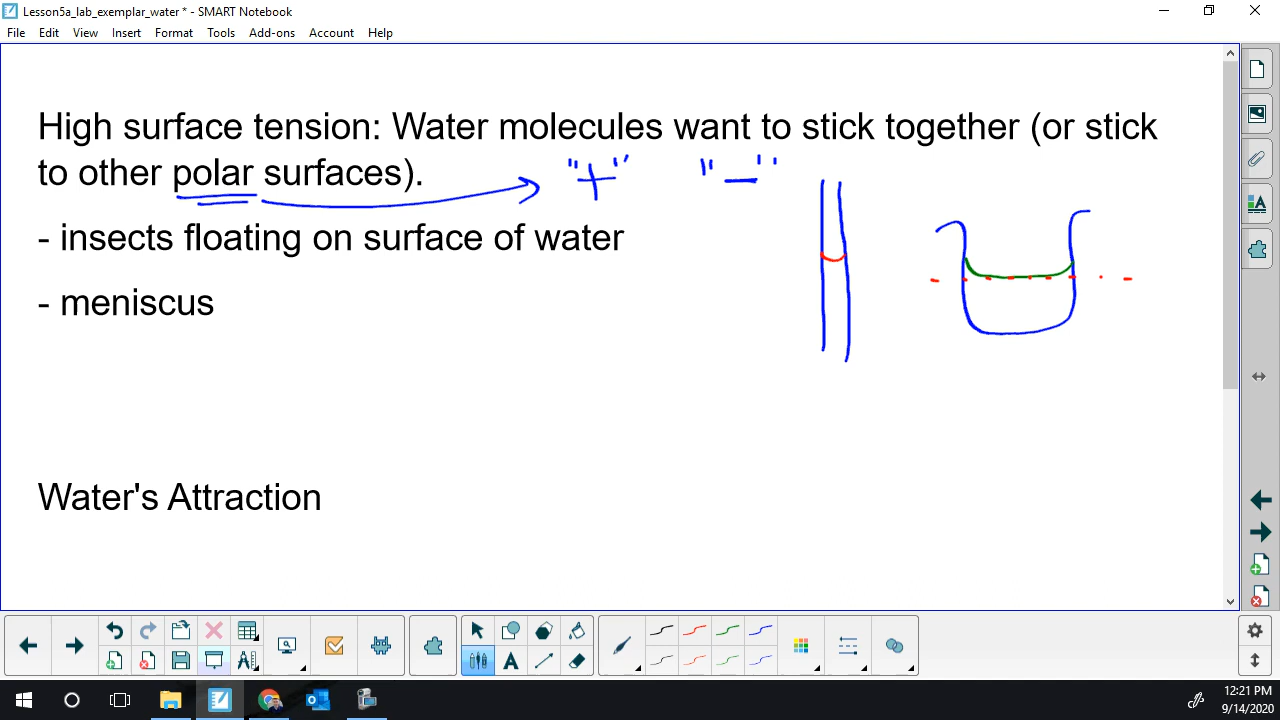 Lesson5a_lab_exemplar_water * - SMART Notebook
File Edit View Insert Format Tools Add-ons Account Help
High surface tension: Water molecules want to stick together (or stick
to other polar surfaces).
"+" "–"
- insects floating on surface of water
- meniscus
Water's Attraction
12:21 PM
9/14/2020